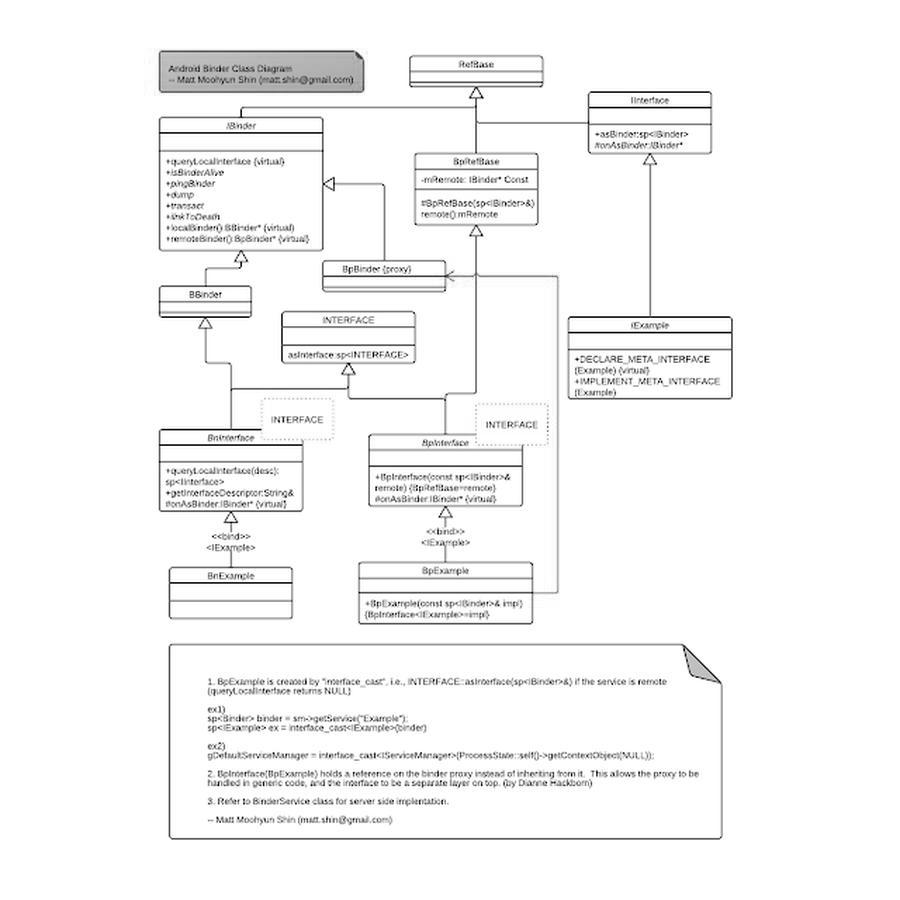 Android Binder Class Diagram
-- Matt Moohyun Shin (matt.shin@gmail.com)
RefBase
IInterface
+asBinder:sp<IBinder>
#onAsBinder:IBinder*
IBinder
+queryLocalInterface {virtual}
+isBinderAlive
+pingBinder
+dump
+transact
+linkToDeath
+localBinder():BBinder* {virtual}
+remoteBinder():BpBinder* {virtual}
BpRefBase
-mRemote: IBinder* Const
#BpRefBase(sp<IBinder>&)
remote():mRemote
BpBinder {proxy}
BBinder
INTERFACE
asInterface:sp<INTERFACE>
IExample
+DECLARE_META_INTERFACE
(Example) {virtual}
+IMPLEMENT_META_INTERFACE
(Example)
INTERFACE
BnInterface
+queryLocalInterface(desc):
sp<IInterface>
+getInterfaceDescriptor:String&
#onAsBinder:IBinder* {virtual}
INTERFACE
BpInterface
+BpInterface(const sp<IBinder>&
remote) {BpRefBase=remote}
#onAsBinder:IBinder* {virtual}
<<bind>>
<IExample>
<<bind>>
<IExample>
BnExample
BpExample
+BpExample(const sp<IBinder>& impl)
{BpInterface<IExample>=impl}
1. BpExample is created by "interface_cast", i.e., INTERFACE::asInterface(sp<IBinder>&) if the service is remote
(queryLocalInterface returns NULL)
ex1)
sp<Binder> binder = sm->getService("Example");
sp<IExample> ex = interface_cast<IExample>(binder)
ex2)
gDefaultServiceManager = interface_cast<IServiceManager>(ProcessState::self()->getContextObject(NULL));
2. BpInterface(BpExample) holds a reference on the binder proxy instead of inheriting from it.  This allows the proxy to be
handled in generic code, and the interface to be a separate layer on top. (by Dianne Hackborn)
3. Refer to BinderService class for server side implentation.
-- Matt Moohyun Shin (matt.shin@gmail.com)